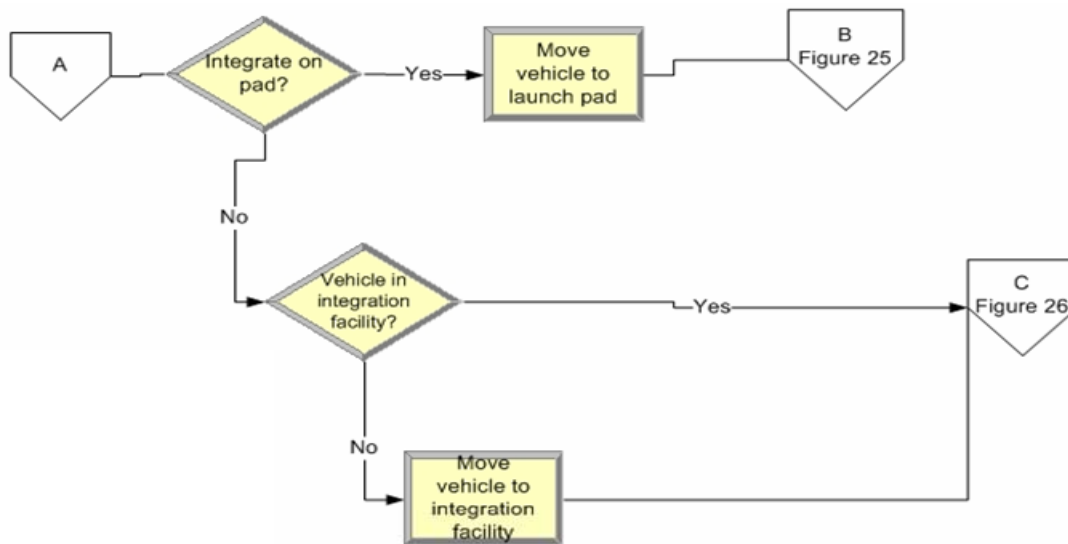 A
Integrate on
pad?
Yes
Move
vehicle to
launch pad
B
Figure 25
No
Vehicle in
integration
facility?
Yes
C
Figure 26
No
Move
vehicle to
integration
facility